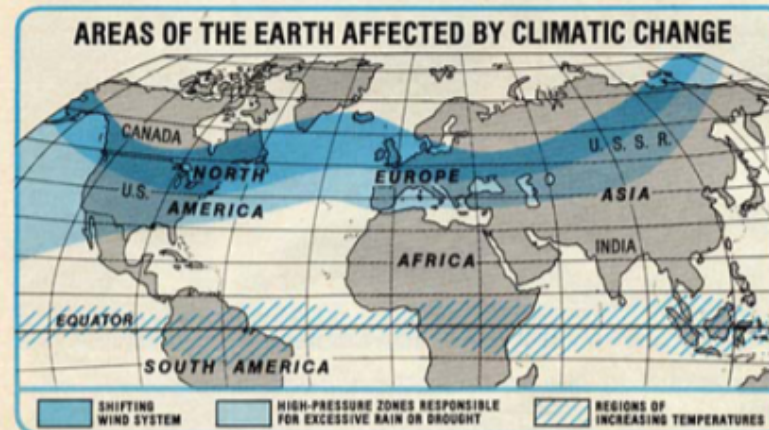 AREAS OF THE EARTH AFFECTED BY CLIMATIC CHANGE
CANADA
U. S. S. R.
NORTH
EUROPE
U.S.
ASIA
AMERICA
INDIA
AFRICA
EQUATOR
SOUTH AMERICA
SHIFTING
WIND SYSTEM
HIGH-PRESSURE ZONES RESPONSIBLE
FOR EXCESSIVE RAIN OR DROUGHT
REGIONS OF
INCREASING TEMPERATURES